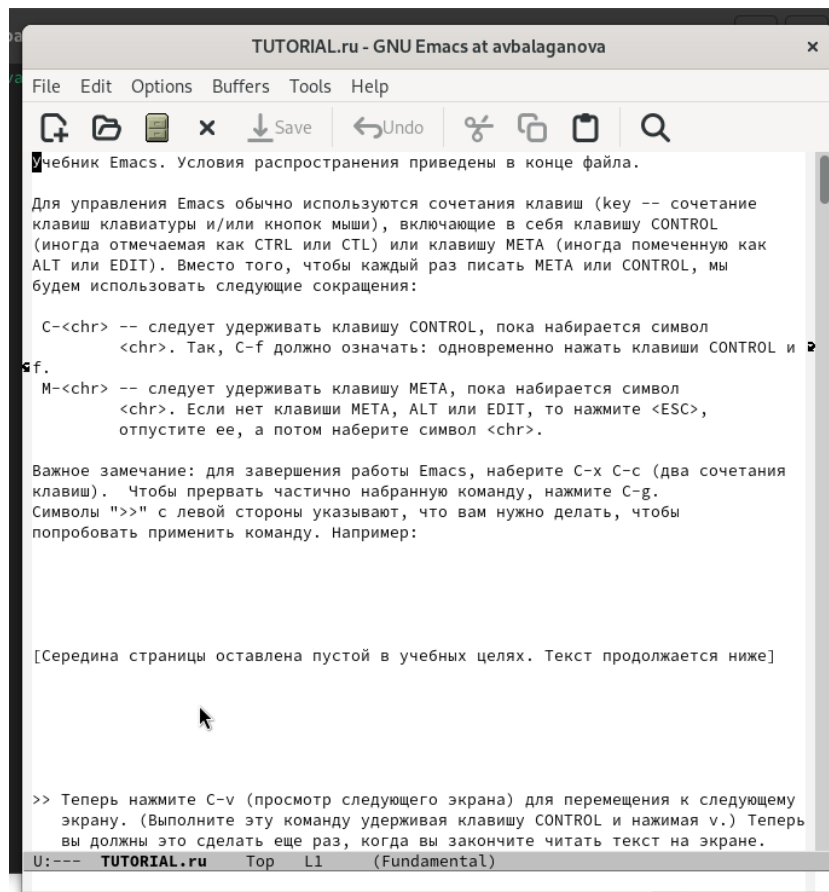 TUTORIAL.ru - GNU Emacs at avbalaganova
File Edit Options Buffers Tools Help
Save Undo
Учебник Emacs. Условия распространения приведены в конце файла.
Для управления Emacs обычно используются сочетания клавиш (key -- сочетание
клавиш клавиатуры и/или кнопок мыши), включающие в себя клавишу CONTROL
(иногда отмечаемая как CTRL или CTL) или клавишу META (иногда помеченную как
ALT или EDIT). Вместо того, чтобы каждый раз писать META или CONTROL, мы
будем использовать следующие сокращения:
C-<chr> -- следует удерживать клавишу CONTROL, пока набирается символ
<chr>. Так, C-f должно означать: одновременно нажать клавиши CONTROL и
f.
M-<chr> -- следует удерживать клавишу META, пока набирается символ
<chr>. Если нет клавиши META, ALT или EDIT, то нажмите <ESC>,
отпустите ее, а потом наберите символ <chr>.
Важное замечание: для завершения работы Emacs, наберите C-x C-c (два сочетания
клавиш).  Чтобы прервать частично набранную команду, нажмите C-g.
Символы ">>" с левой стороны указывают, что вам нужно делать, чтобы
попробовать применить команду. Например:
[Середина страницы оставлена пустой в учебных целях. Текст продолжается ниже]
>> Теперь нажмите C-v (просмотр следующего экрана) для перемещения к следующему
экрану. (Выполните эту команду удерживая клавишу CONTROL и нажимая v.) Теперь
вы должны это сделать еще раз, когда вы закончите читать текст на экране.
U:--- TUTORIAL.ru Top L1 (Fundamental)